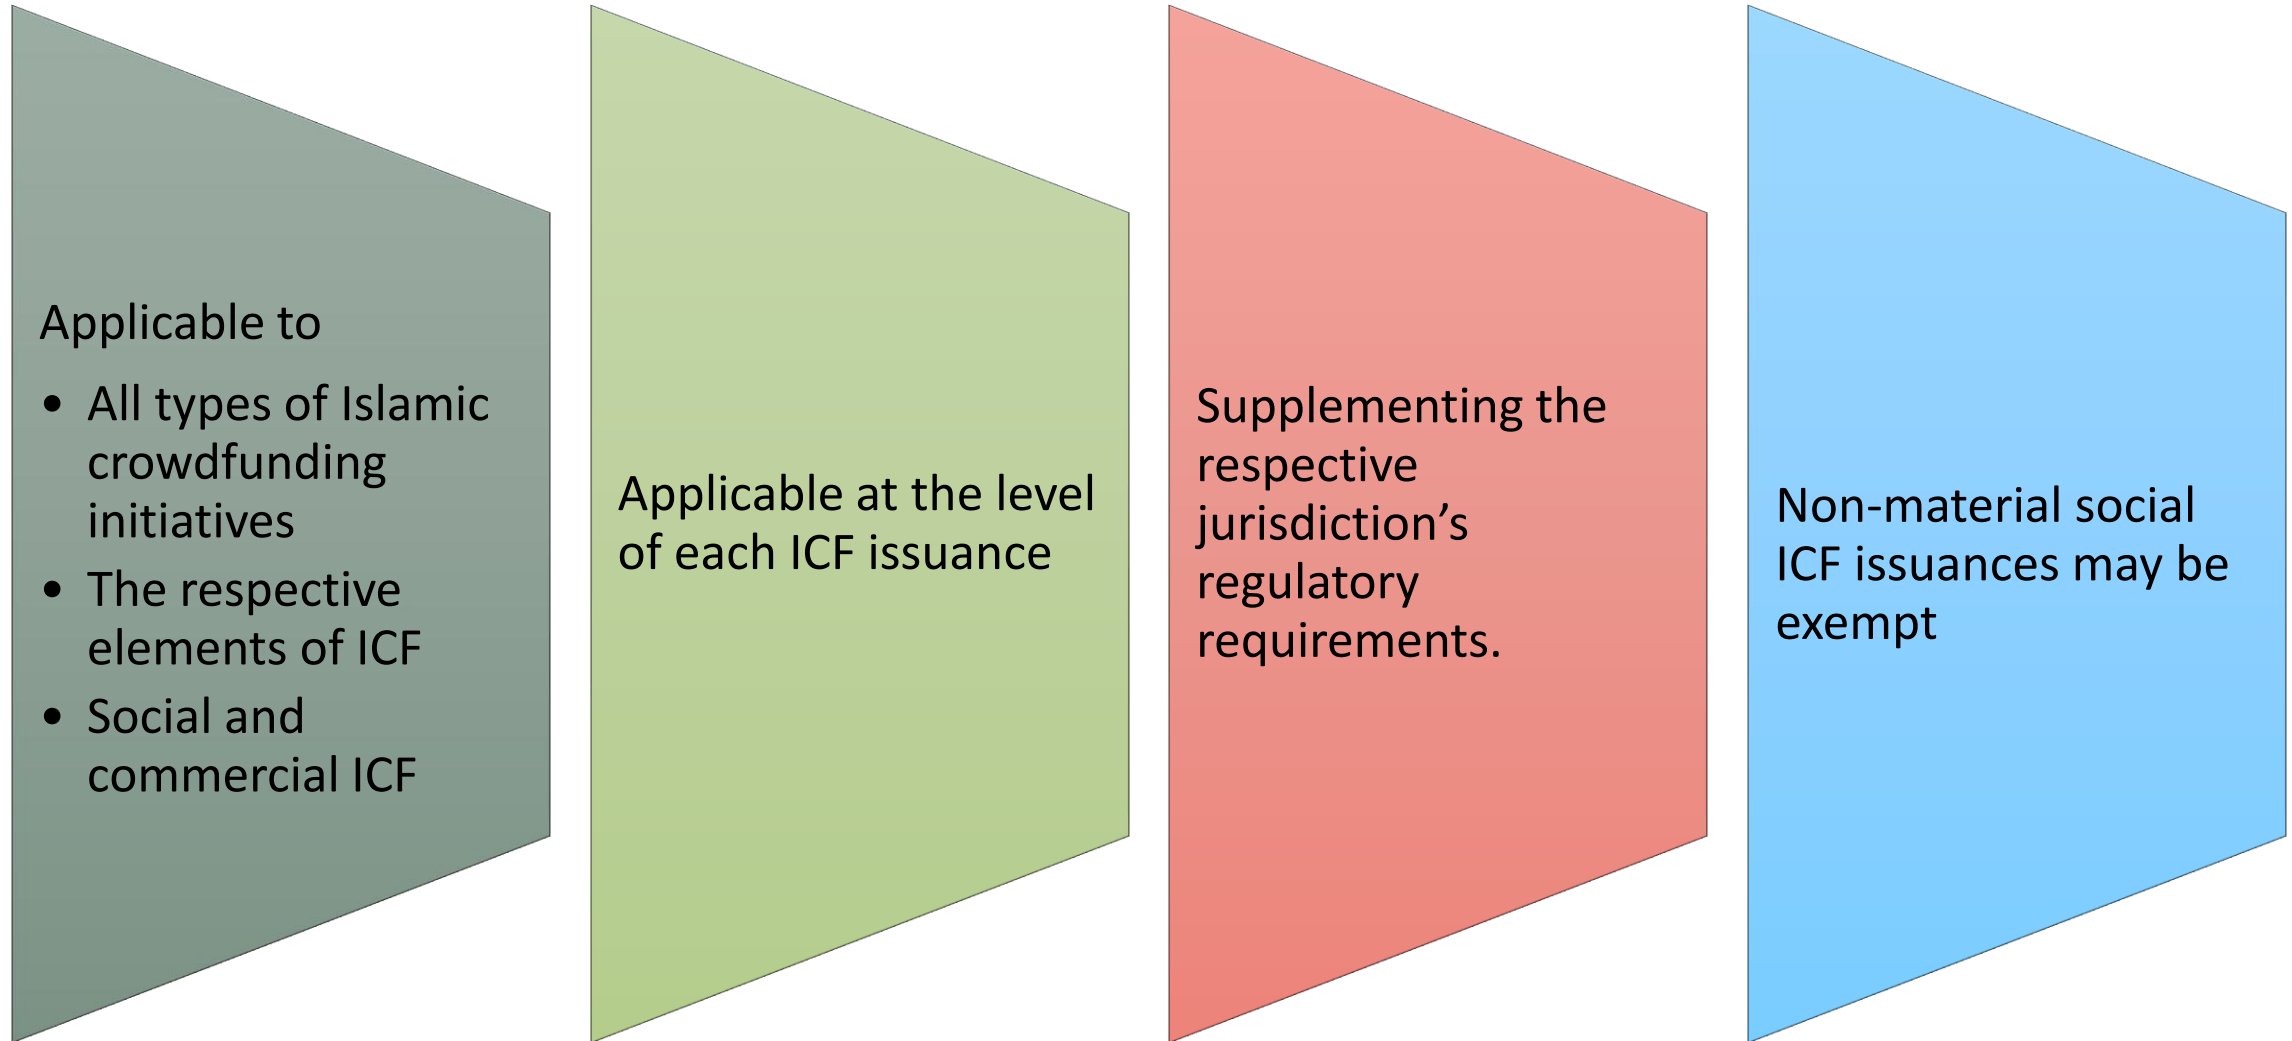 Applicable to
• All types of Islamic
crowdfunding
initiatives
• The respective
elements of ICF
• Social and
commercial ICF
Applicable at the level
of each ICF issuance
Supplementing the
respective
jurisdiction’s
regulatory
requirements.
Non-material social
ICF issuances may be
exempt